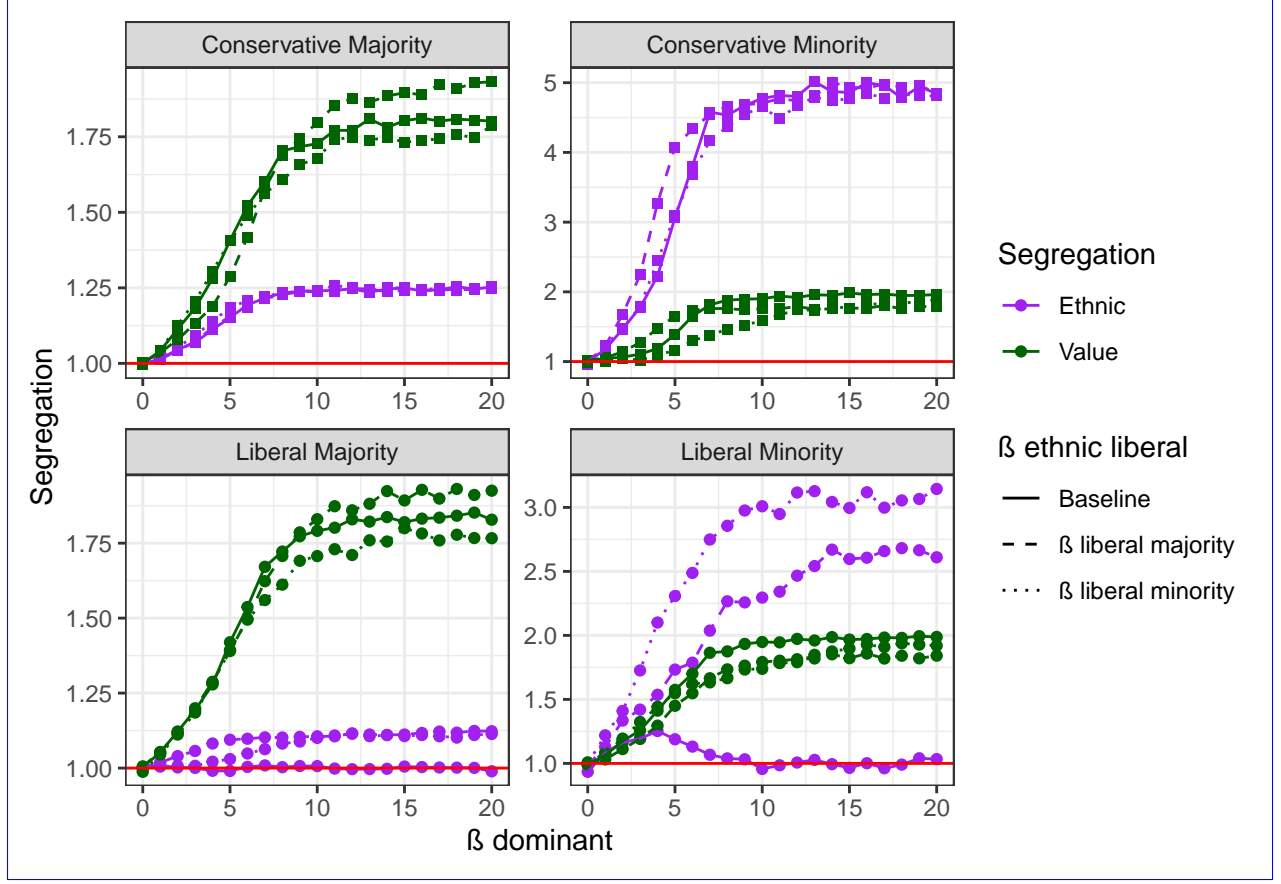 Conservative Majority
Conservative Minority
1.75
1.50
1.25
1.00
0 5 10 15 20
5
4
3
2
1
0 5 10 15 20
Liberal Majority
Liberal Minority
1.75
1.50
1.25
1.00
0 5 10 15 20
3.0
2.5
2.0
1.5
1.0
0 5 10 15 20
Segregation
ß dominant
Segregation
Ethnic
Value
ß ethnic liberal
Baseline
ß liberal majority
ß liberal minority